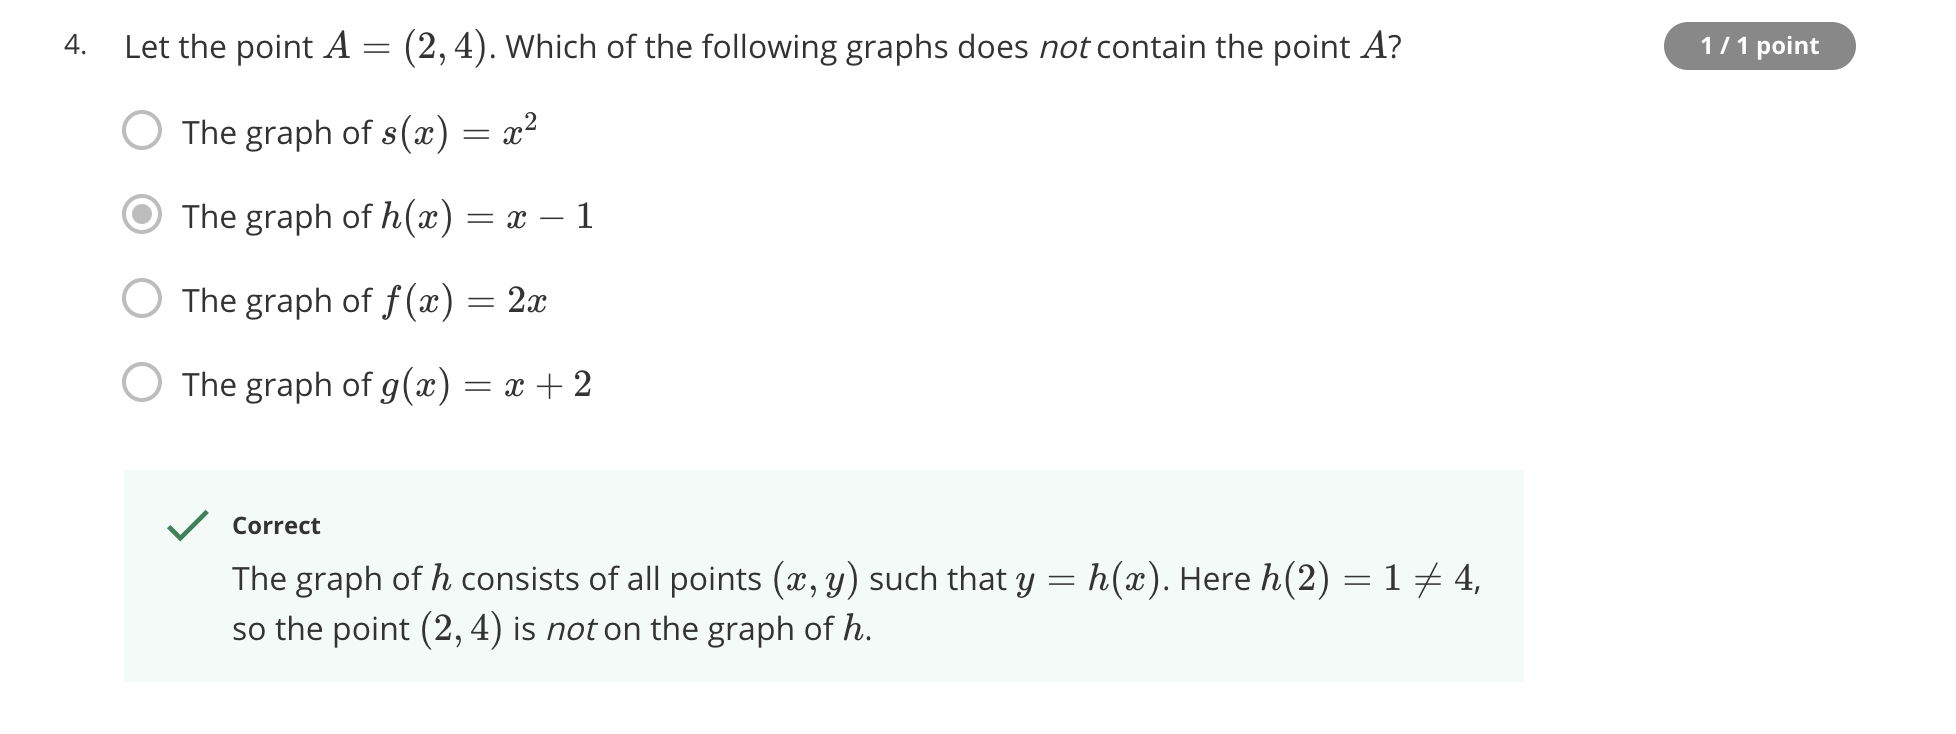 4. Let the point A = (2, 4). Which of the following graphs does not contain the point A?
1 / 1 point
The graph of s(x) = x²
The graph of h(x) = x − 1
The graph of f(x) = 2x
The graph of g(x) = x + 2
Correct
The graph of h consists of all points (x, y) such that y = h(x). Here h(2) = 1 ≠ 4,
so the point (2, 4) is not on the graph of h.